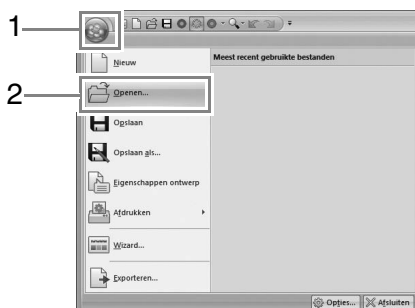 1
Meest recent gebruikte bestanden
Nieuw
2
Openen...
Opslaan
Opslaan als...
Eigenschappen ontwerp
Afdrukken
Wizard...
Exporteren...
Opties...
Afsluiten